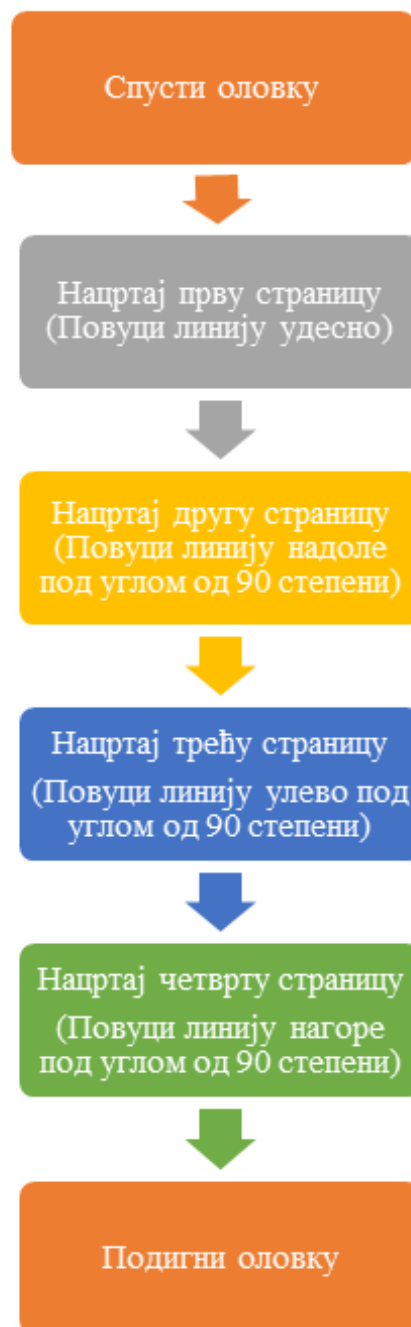 Спусти оловку
Нацртај прву страницу
(Повуци линију удесно)
Нацртај другу страницу
(Повуци линију надоле
под углом од 90 степени)
Нацртај трећу страницу
(Повуци линију улево под
углом од 90 степени)
Нацртај четврту страницу
(Повуци линију нагоре
под углом од 90 степени)
Подигни оловку